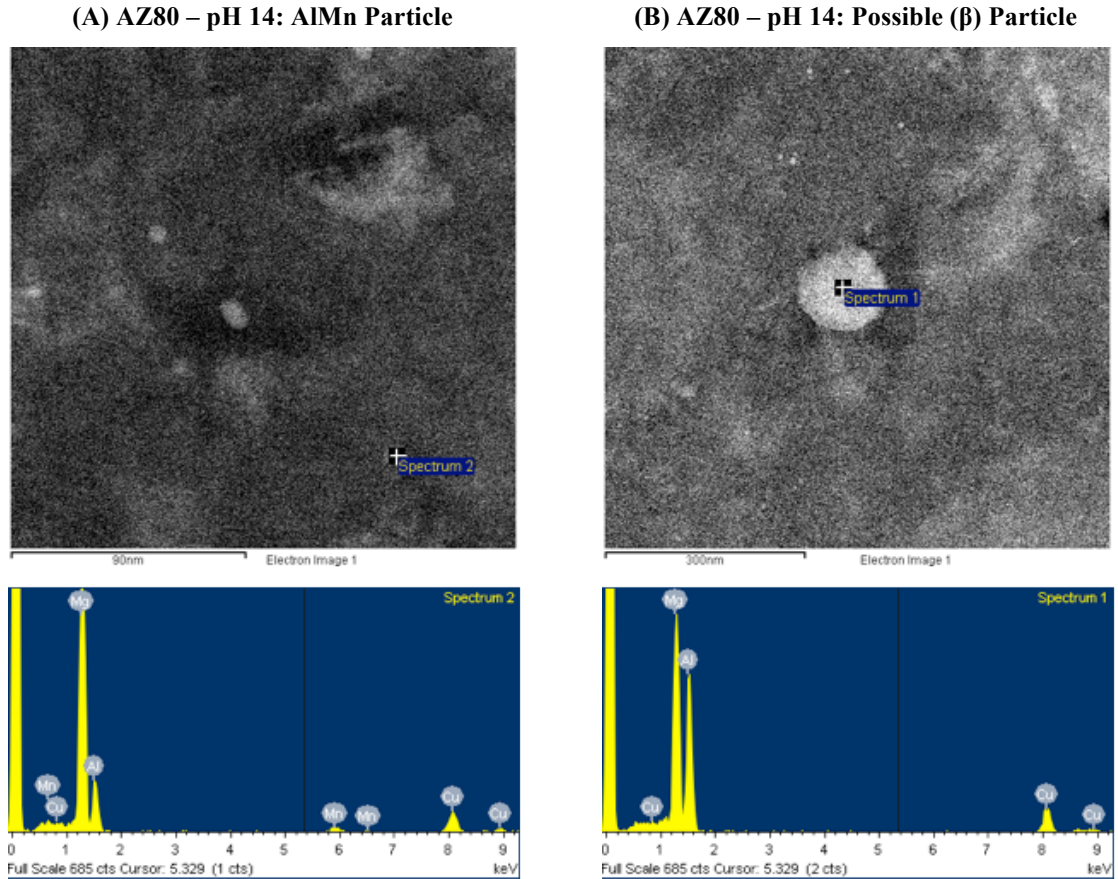 (A) AZ80 – pH 14: AlMn Particle
(B) AZ80 – pH 14: Possible (β) Particle
Spectrum 2
90nm
Electron Image 1
Spectrum 1
300nm
Electron Image 1
Spectrum 2
Mg
Al
Mn
Cu
Mn
Mn
Cu
Cu
0 1 2 3 4 5 6 7 8 9
Full Scale 685 cts Cursor: 5.329 (1 cts) keV
Spectrum 1
Mg
Al
Cu
Cu
Cu
0 1 2 3 4 5 6 7 8 9
Full Scale 685 cts Cursor: 5.329 (2 cts) keV